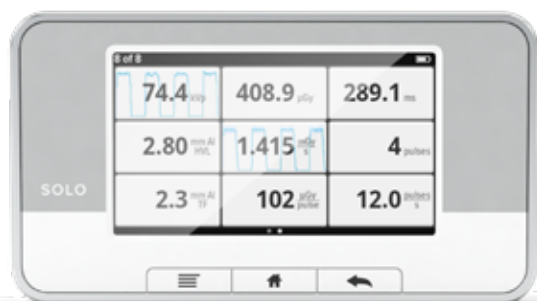 8 of 8
74.4 kVp 408.9 µGy 289.1 ms
2.80 mm Al HVL 1.415 mGy s 4 pulses
SOLO
2.3 mm Al TF 102 µGy pulse 12.0 pulses s